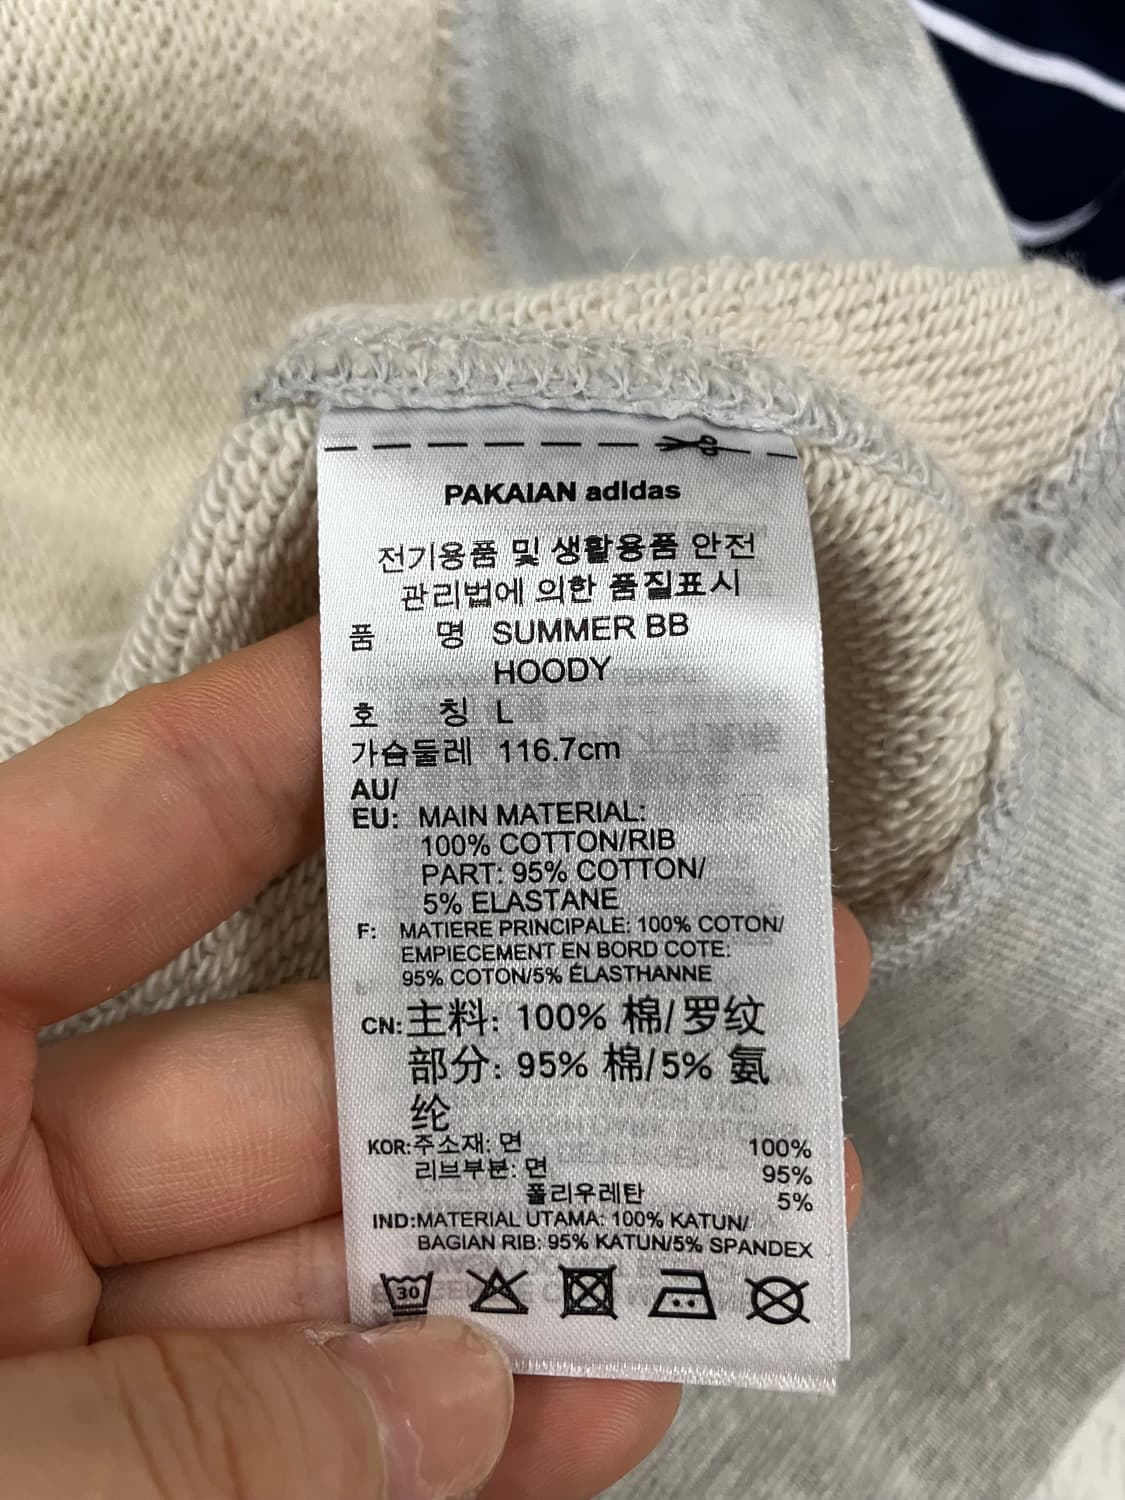 PAKAIAN adidas
전기용품 및 생활용품 안전
관리법에 의한 품질표시
품 명 SUMMER BB
HOODY
호 칭 L
가슴둘레 116.7cm
AU/
EU: MAIN MATERIAL:
100% COTTON/RIB
PART: 95% COTTON/
5% ELASTANE
F: MATIERE PRINCIPALE: 100% COTON/
EMPIECEMENT EN BORD COTE:
95% COTON/5% ÉLASTHANNE
CN: 主料: 100% 棉/罗纹
部分: 95% 棉/5% 氨
纶
KOR: 주소재: 면 100%
리브부분: 면 95%
폴리우레탄 5%
IND: MATERIAL UTAMA: 100% KATUN/
BAGIAN RIB: 95% KATUN/5% SPANDEX
30